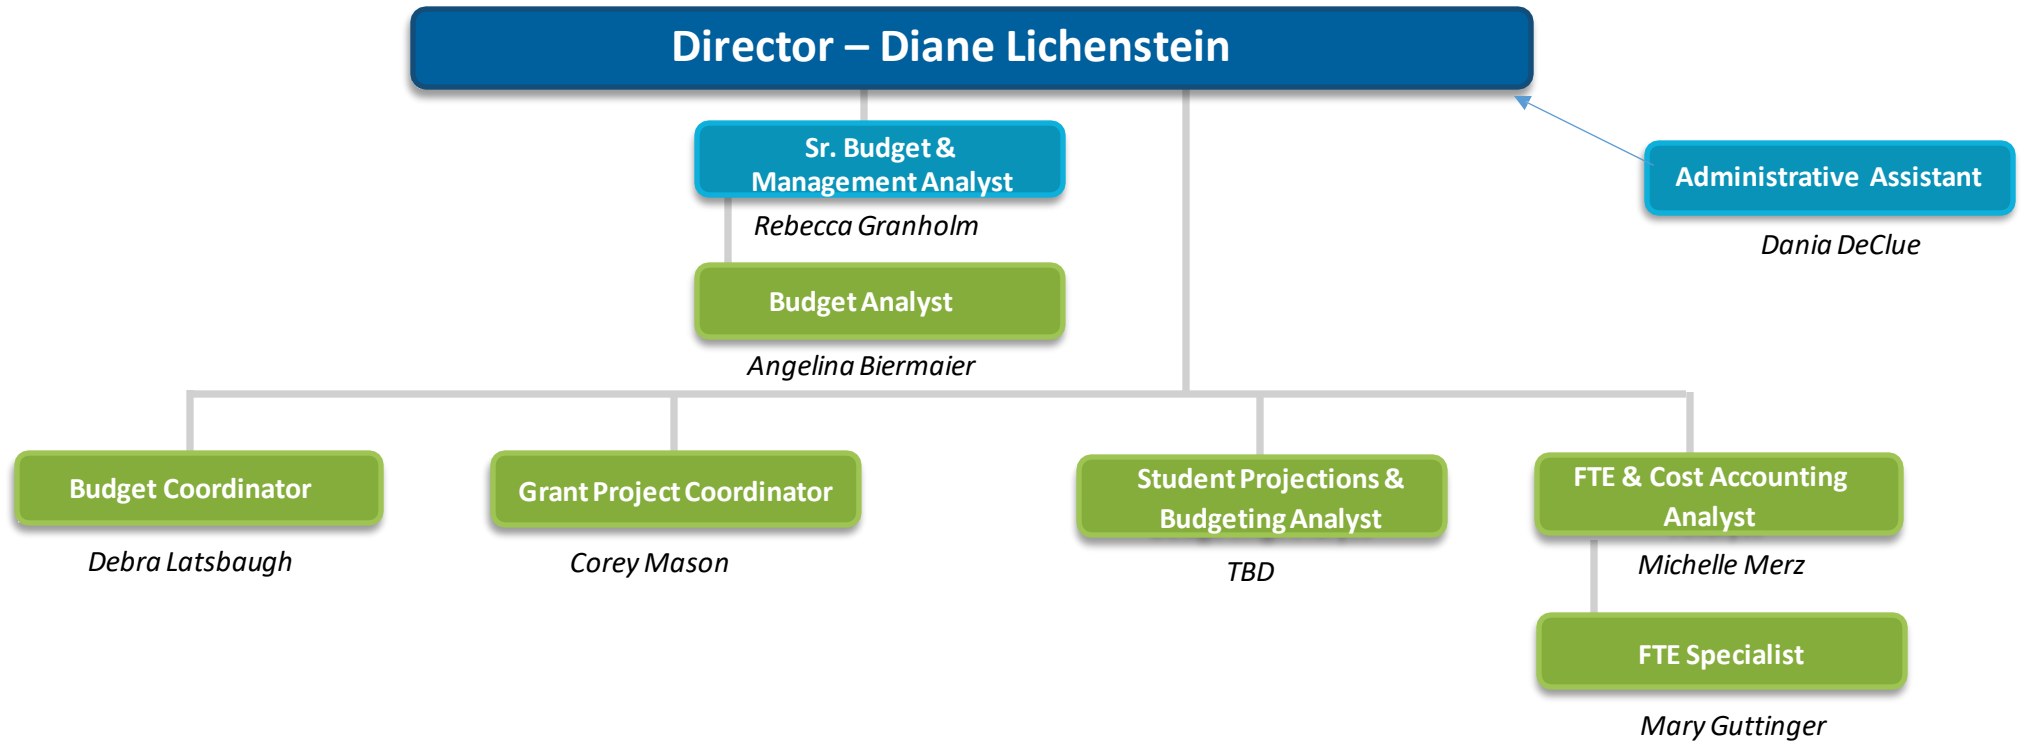 Director – Diane Lichenstein
Sr. Budget &
Management Analyst
Rebecca Granholm
Administrative Assistant
Dania DeClue
Budget Analyst
Angelina Biermaier
Budget Coordinator
Debra Latsbaugh
Grant Project Coordinator
Corey Mason
Student Projections &
Budgeting Analyst
TBD
FTE & Cost Accounting
Analyst
Michelle Merz
FTE Specialist
Mary Guttinger